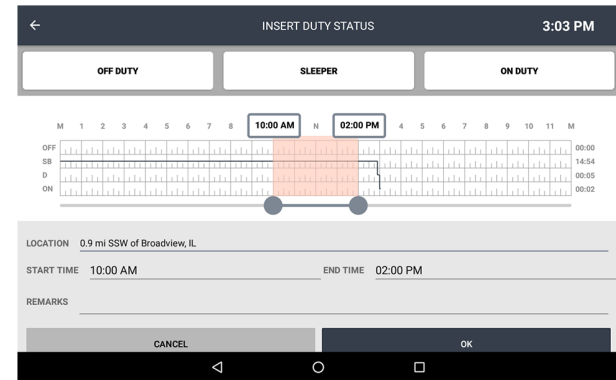 INSERT DUTY STATUS 3:03 PM
OFF DUTY SLEEPER ON DUTY
M 1 2 3 4 5 6 7 8 10:00 AM N 02:00 PM 4 5 6 7 8 9 10 11 M
OFF 00:00
SB 14:54
D 00:05
ON 00:02
LOCATION 0.9 mi SSW of Broadview, IL
START TIME 10:00 AM END TIME 02:00 PM
REMARKS
CANCEL OK